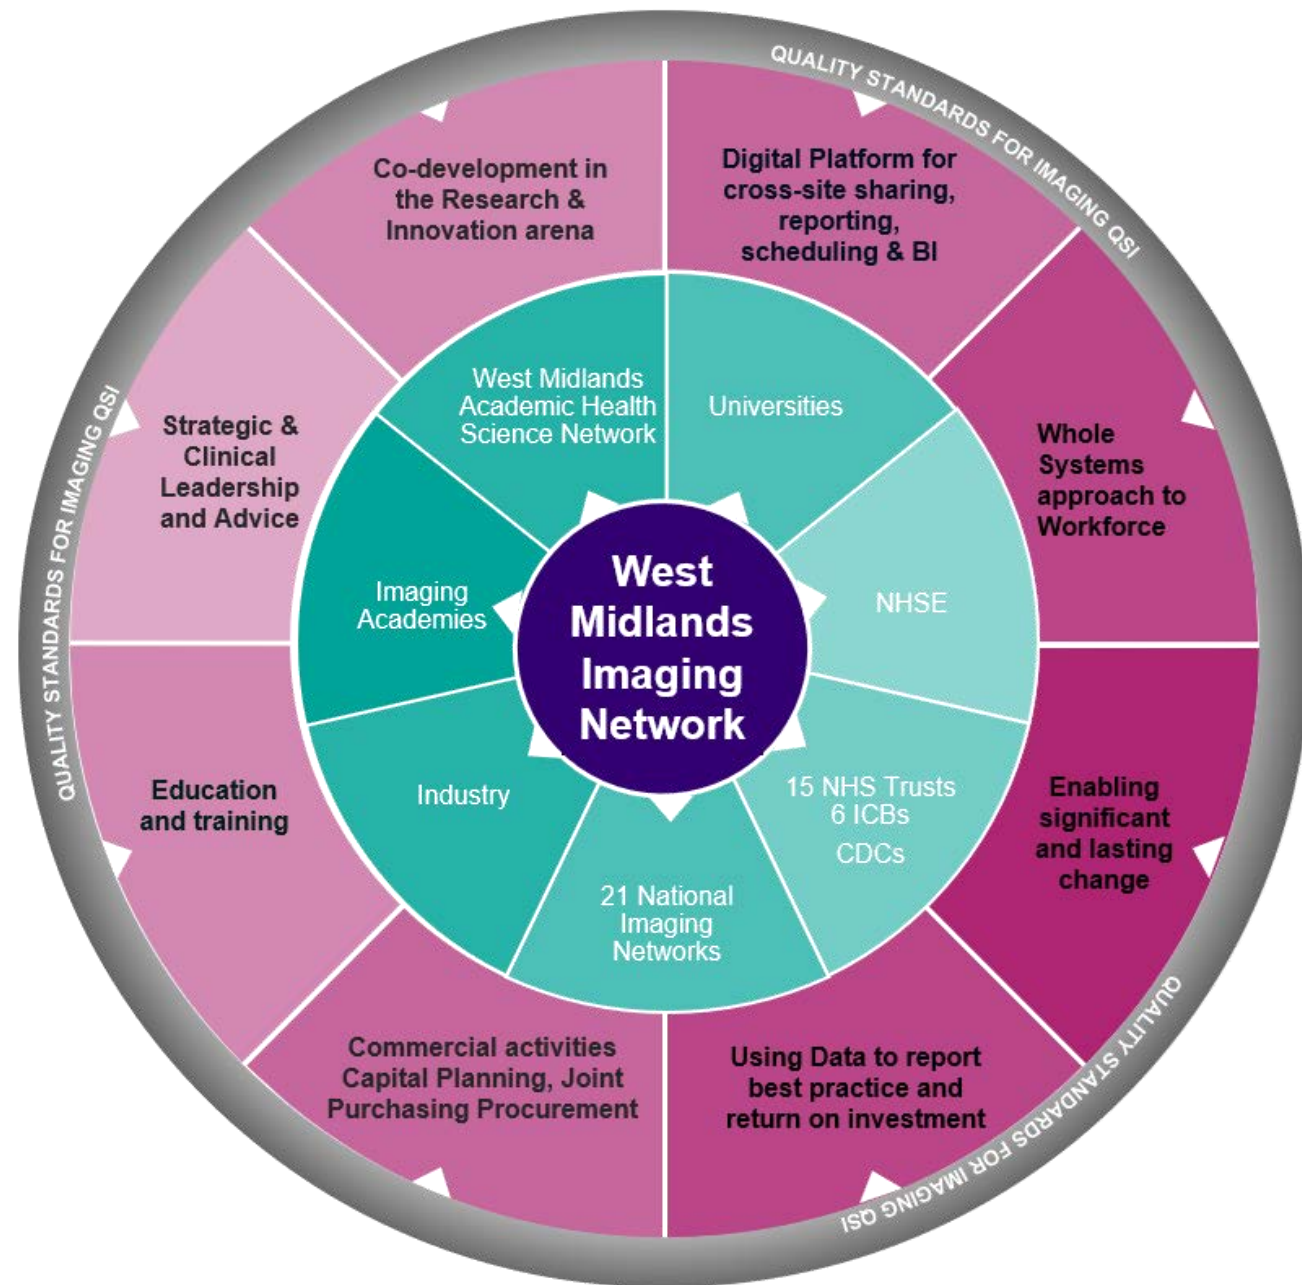 QUALITY STANDARDS FOR IMAGING QSI
Co-development in
the Research &
Innovation arena
Digital Platform for
cross-site sharing,
reporting,
scheduling & BI
Whole
Systems
approach to
Workforce
Enabling
significant
and lasting
change
Using Data to report
best practice and
return on investment
Commercial activities
Capital Planning, Joint
Purchasing Procurement
Education
and training
Strategic &
Clinical
Leadership
and Advice
West Midlands
Academic Health
Science Network
Universities
NHSE
15 NHS Trusts
6 ICBs
CDCs
21 National
Imaging
Networks
Industry
Imaging
Academies
West
Midlands
Imaging
Network
QUALITY STANDARDS FOR IMAGING QSI
QUALITY STANDARDS FOR IMAGING QSI